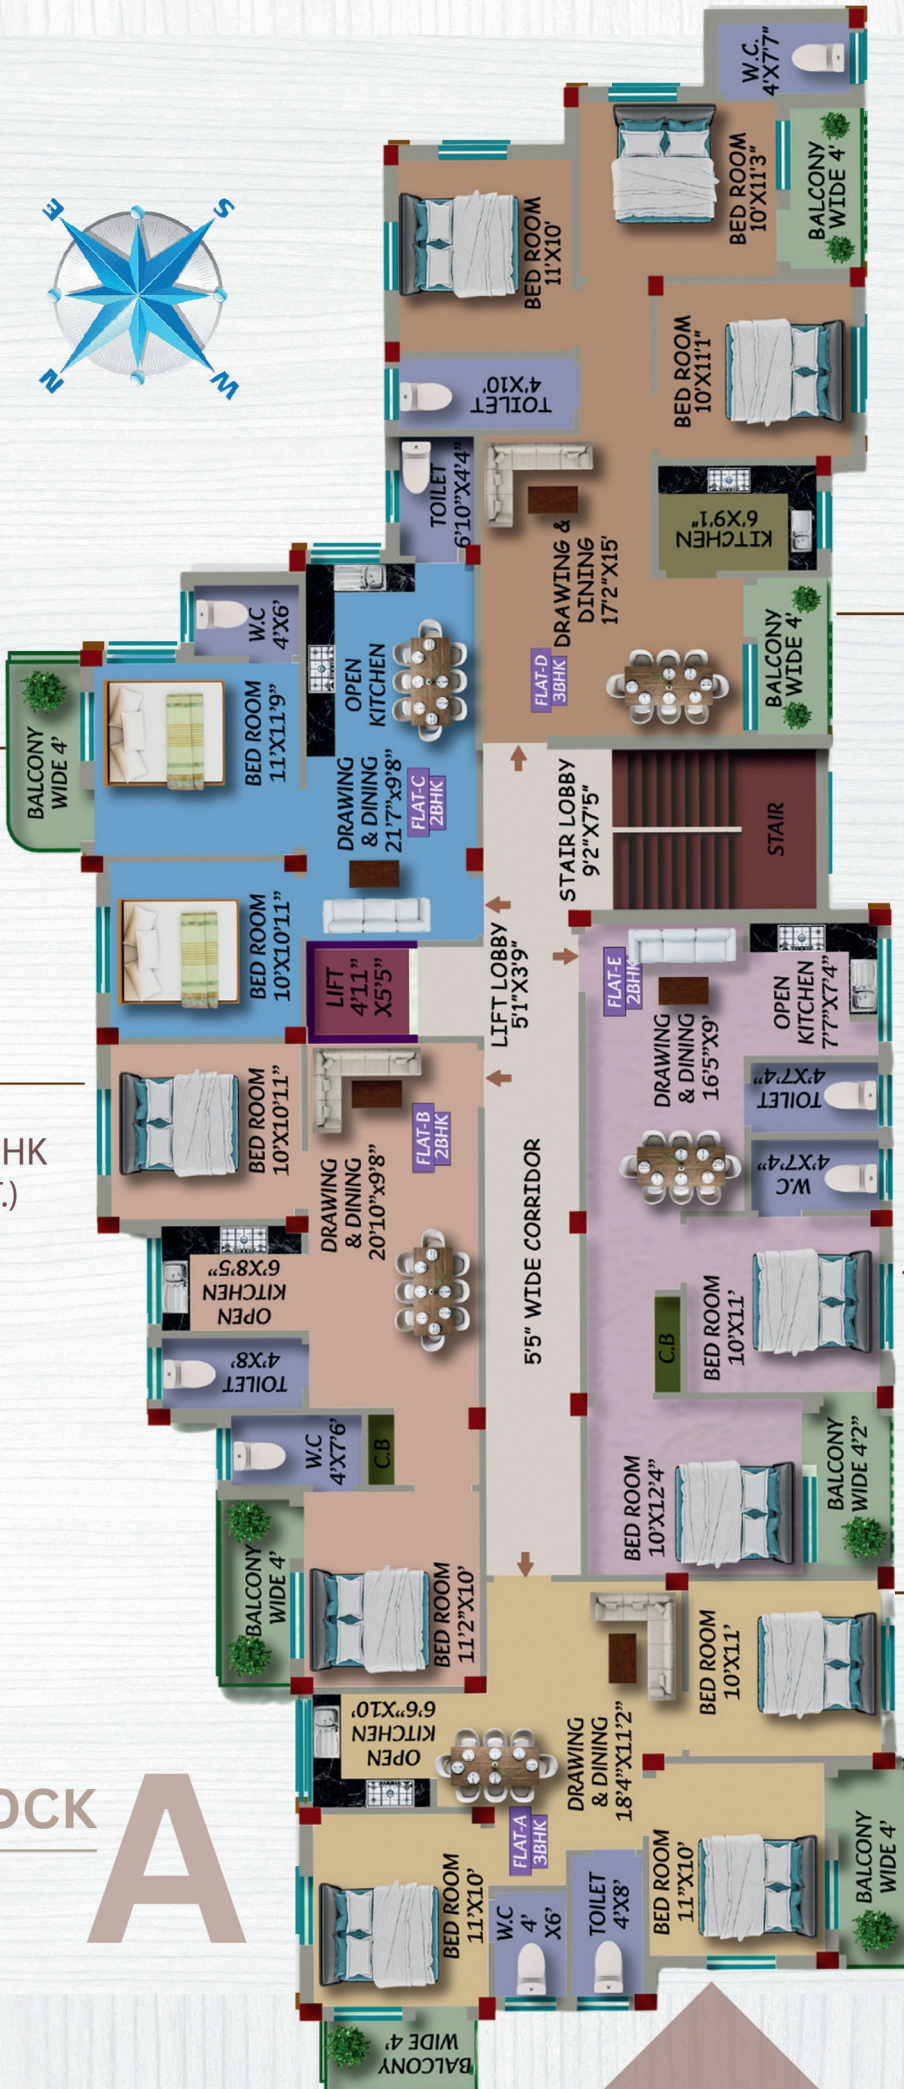 E
S
N
W
W.C.
4'X7'7"
BED ROOM
10'X11'3"
BALCONY
WIDE 4'
BED ROOM
11'X10'
BED ROOM
10'X11'1"
TOILET
4'X10'
TOILET
6'10"X4'4"
KITCHEN
6'X9'1"
DRAWING &
DINING
17'2"X15'
FLAT-D
3BHK
BALCONY
WIDE 4'
W.C
4'X6'
OPEN
KITCHEN
BED ROOM
11'X11'9"
BALCONY
WIDE 4'
DRAWING
& DINING
21'7"x9'8"
FLAT-C
2BHK
STAIR LOBBY
9'2"X7'5"
STAIR
BED ROOM
10'X10'11"
LIFT
4'11"
X5'5"
LIFT LOBBY
5'1"X3'9"
FLAT-E
2BHK
OPEN
KITCHEN
7'7"X7'4"
DRAWING
& DINING
16'5"X9'
TOILET
4'X7'4"
W.C
4'X7'4"
BED ROOM
10'X10'11"
FLAT-B
2BHK
DRAWING
& DINING
20'10"x9'8"
HK
.)
5'5" WIDE CORRIDOR
OPEN
KITCHEN
6'X8'5"
TOILET
4'X8'
C.B
BED ROOM
10'X11'
W.C
4'X7'6'
C.B
BED ROOM
10'X12'4"
BALCONY
WIDE 4'2"
BALCONY
WIDE 4'
BED ROOM
11'2"X10'
OPEN
KITCHEN
6'6"X10'
DRAWING
& DINING
18'4"X11'2"
BED ROOM
10'X11'
OCK
A
FLAT-A
3BHK
BED ROOM
11'X10'
W.C
4'
X6'
TOILET
4'X8'
BED ROOM
11"X10'
BALCONY
WIDE 4'
BALCONY
WIDE 4'